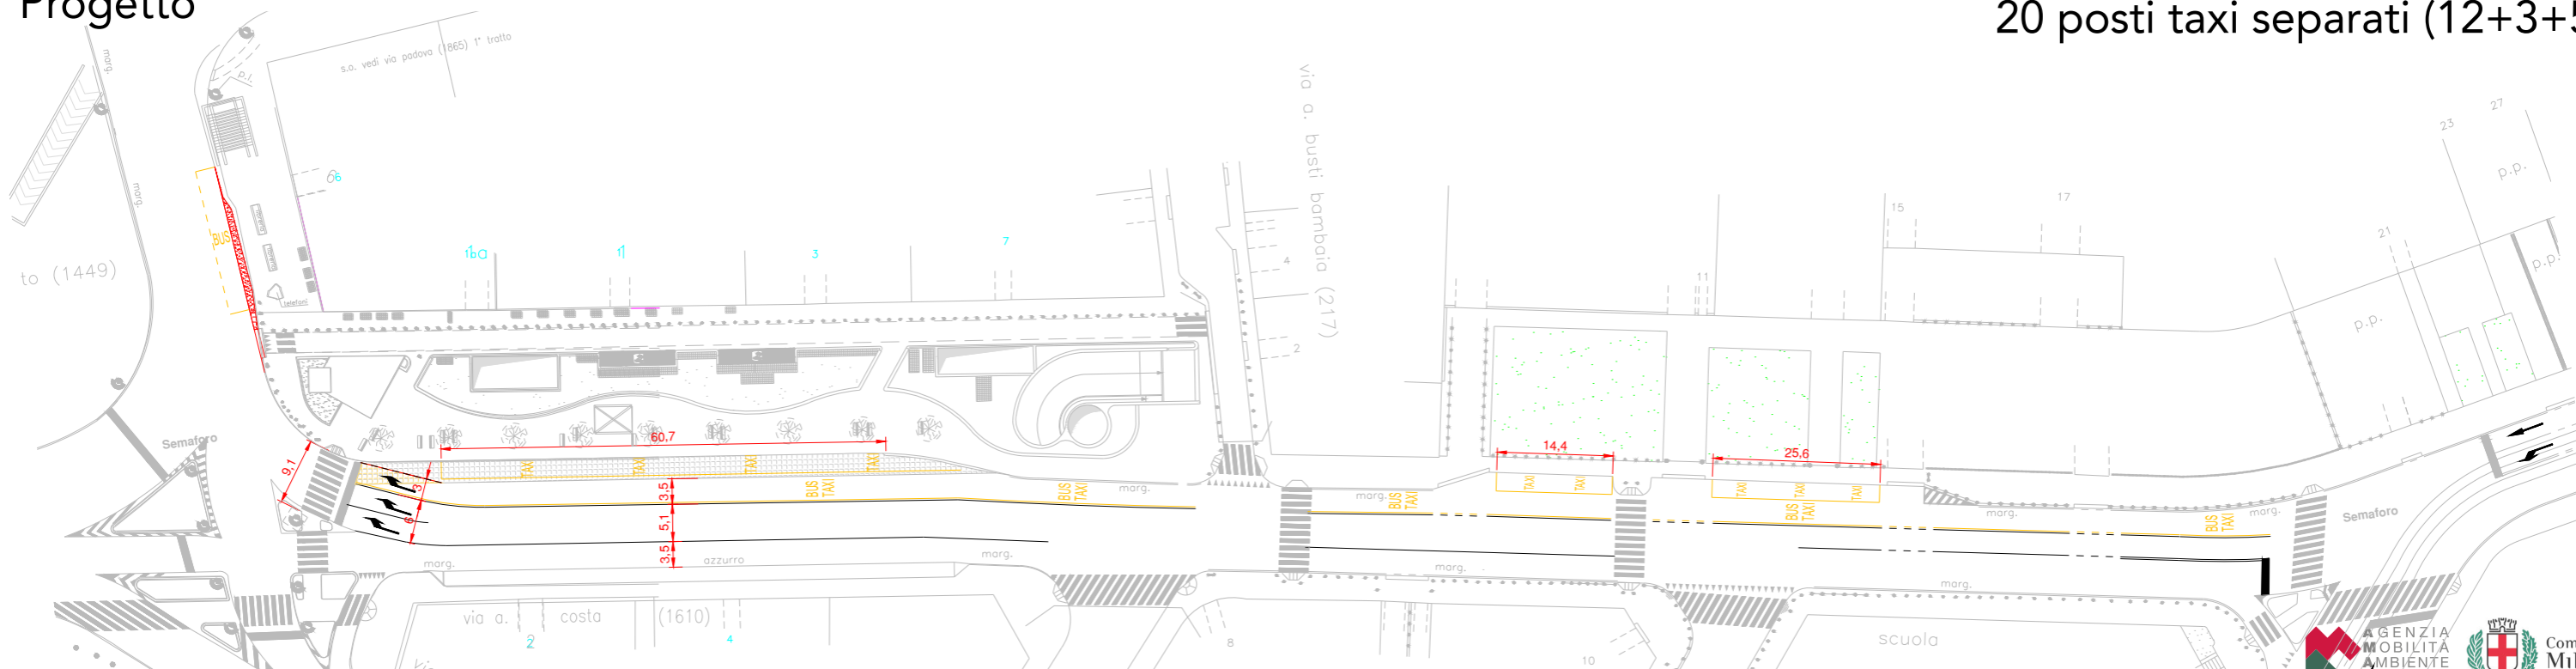 Progetto
20 posti taxi separati (12+3+5
s.o. vedi via padova (1865) 1° tratto
marg.
p.l.
marg.
via a. busti bambaia (217)
27
23
p.p.
6
17
15
BUS
1ba
11
3
7
4
21
to (1449)
11
p.p.
telefoni
2
p.p.
Semaforo
60,7
14,4
25,6
9,1
TAXI
TAXI
TAXI
TAXI
TAXI
TAXI
TAXI
TAXI
TAXI
3
3,5
BUS TAXI
BUS TAXI
marg.
marg.
BUS TAXI
BUS TAXI
marg.
BUS TAXI
marg.
Semaforo
6
5,1
3,5
marg.
azzurro
marg.
marg.
marg.
via a. costa (1610)
2
4
8
10
scuola
AGENZIA
MOBILITÀ
AMBIENTE